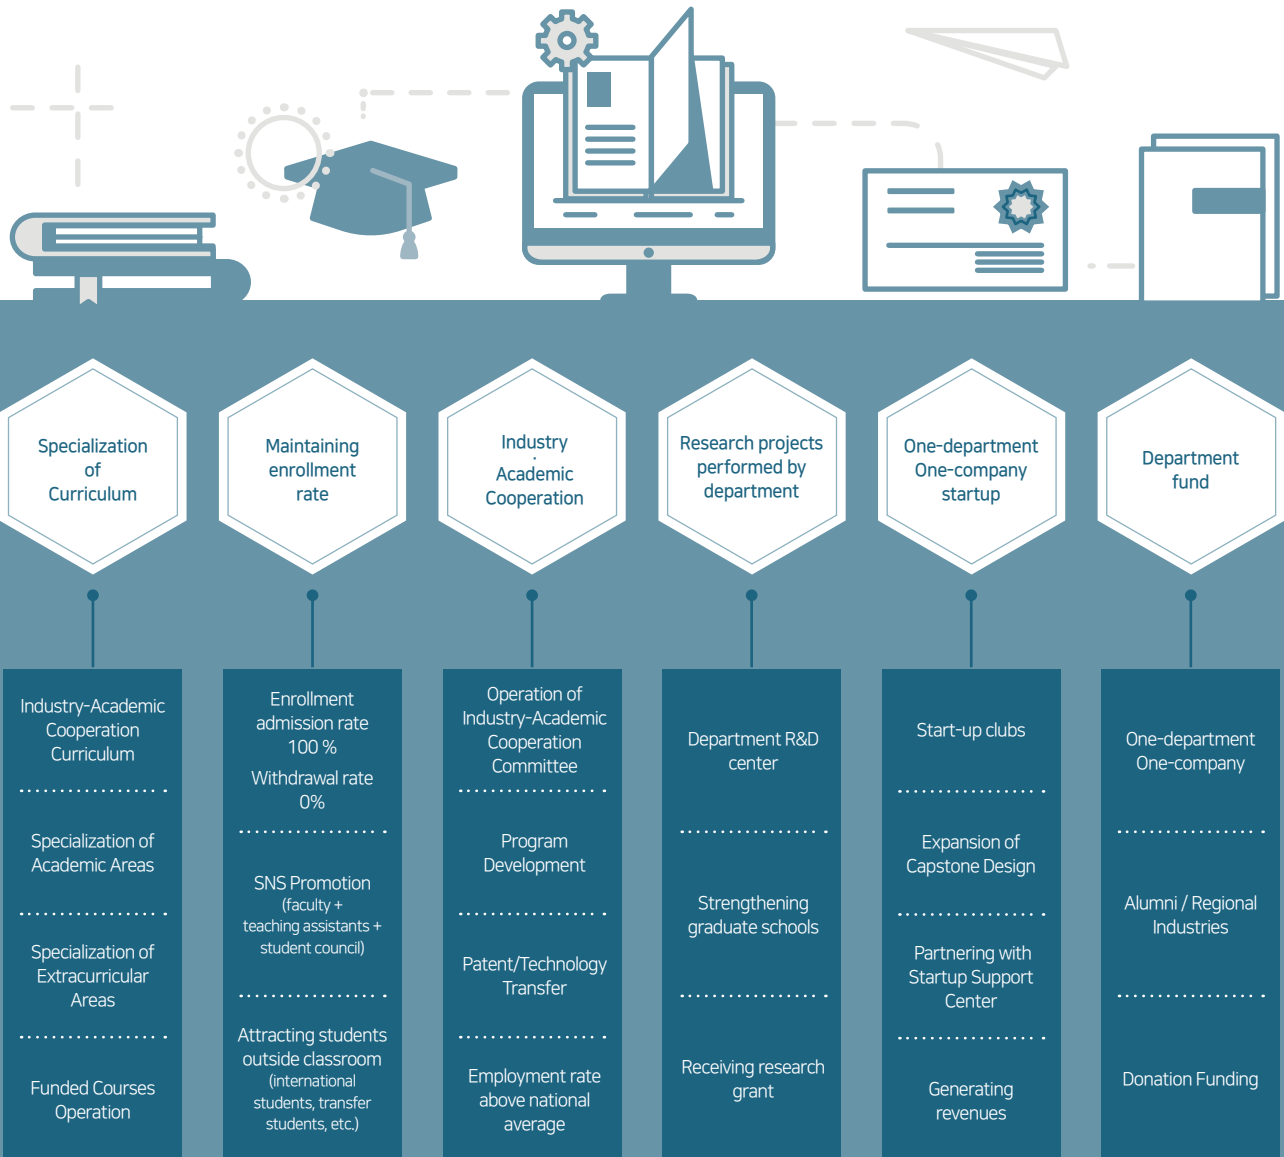 Specialization
of
Curriculum
Maintaining
enrollment
rate
Industry
·
Academic
Cooperation
Research projects
performed by
department
One-department
One-company
startup
Department
fund
Industry-Academic
Cooperation
Curriculum
Specialization of
Academic Areas
Specialization of
Extracurricular
Areas
Funded Courses
Operation
Enrollment
admission rate
100 %
Withdrawal rate
0%
SNS Promotion
(faculty +
teaching assistants +
student council)
Attracting students
outside classroom
(international
students, transfer
students, etc.)
Operation of
Industry-Academic
Cooperation
Committee
Program
Development
Patent/Technology
Transfer
Employment rate
above national
average
Department R&D
center
Strengthening
graduate schools
Receiving research
grant
Start-up clubs
Expansion of
Capstone Design
Partnering with
Startup Support
Center
Generating
revenues
One-department
One-company
Alumni / Regional
Industries
Donation Funding